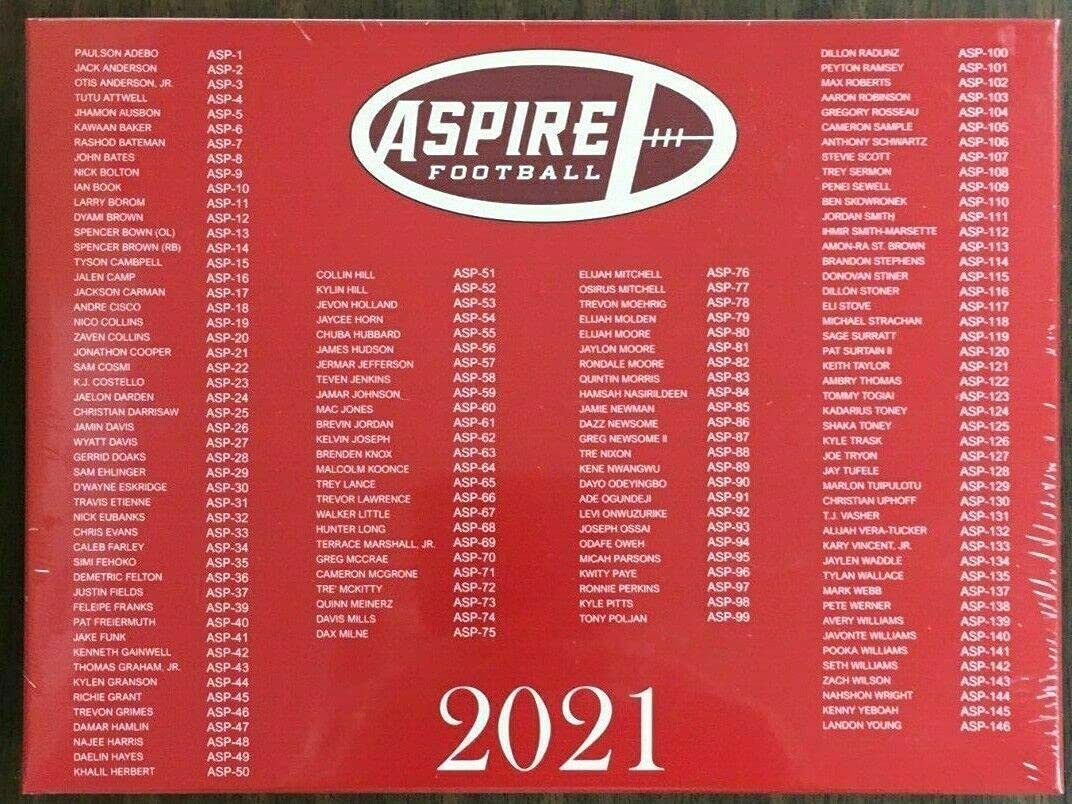 ASPIRE
FOOTBALL
PAULSON ADEBO ASP-1
JACK ANDERSON ASP-2
OTIS ANDERSON, JR. ASP-3
TUTU ATTWELL ASP-4
JHAMON AUSBON ASP-5
KAWAAN BAKER ASP-6
RASHOD BATEMAN ASP-7
JOHN BATES ASP-8
NICK BOLTON ASP-9
IAN BOOK ASP-10
LARRY BOROM ASP-11
DYAMI BROWN ASP-12
SPENCER BOWN (OL) ASP-13
SPENCER BROWN (RB) ASP-14
TYSON CAMBPELL ASP-15
JALEN CAMP ASP-16
JACKSON CARMAN ASP-17
ANDRE CISCO ASP-18
NICO COLLINS ASP-19
ZAVEN COLLINS ASP-20
JONATHON COOPER ASP-21
SAM COSMI ASP-22
K.J. COSTELLO ASP-23
JAELON DARDEN ASP-24
CHRISTIAN DARRISAW ASP-25
JAMIN DAVIS ASP-26
WYATT DAVIS ASP-27
GERRID DOAKS ASP-28
SAM EHLINGER ASP-29
D'WAYNE ESKRIDGE ASP-30
TRAVIS ETIENNE ASP-31
NICK EUBANKS ASP-32
CHRIS EVANS ASP-33
CALEB FARLEY ASP-34
SIMI FEHOKO ASP-35
DEMETRIC FELTON ASP-36
JUSTIN FIELDS ASP-37
FELEIPE FRANKS ASP-39
PAT FREIERMUTH ASP-40
JAKE FUNK ASP-41
KENNETH GAINWELL ASP-42
THOMAS GRAHAM, JR. ASP-43
KYLEN GRANSON ASP-44
RICHIE GRANT ASP-45
TREVON GRIMES ASP-46
DAMAR HAMLIN ASP-47
NAJEE HARRIS ASP-48
DAELIN HAYES ASP-49
KHALIL HERBERT ASP-50
COLLIN HILL ASP-51
KYLIN HILL ASP-52
JEVON HOLLAND ASP-53
JAYCEE HORN ASP-54
CHUBA HUBBARD ASP-55
JAMES HUDSON ASP-56
JERMAR JEFFERSON ASP-57
TEVEN JENKINS ASP-58
JAMAR JOHNSON ASP-59
MAC JONES ASP-60
BREVIN JORDAN ASP-61
KELVIN JOSEPH ASP-62
BRENDEN KNOX ASP-63
MALCOLM KOONCE ASP-64
TREY LANCE ASP-65
TREVOR LAWRENCE ASP-66
WALKER LITTLE ASP-67
HUNTER LONG ASP-68
TERRACE MARSHALL, JR. ASP-69
GREG MCCRAE ASP-70
CAMERON MCGRONE ASP-71
TRE' MCKITTY ASP-72
QUINN MEINERZ ASP-73
DAVIS MILLS ASP-74
DAX MILNE ASP-75
ELIJAH MITCHELL ASP-76
OSIRUS MITCHELL ASP-77
TREVON MOEHRIG ASP-78
ELIJAH MOLDEN ASP-79
ELIJAH MOORE ASP-80
JAYLON MOORE ASP-81
RONDALE MOORE ASP-82
QUINTIN MORRIS ASP-83
HAMSAH NASIRILDEEN ASP-84
JAMIE NEWMAN ASP-85
DAZZ NEWSOME ASP-86
GREG NEWSOME II ASP-87
TRE NIXON ASP-88
KENE NWANGWU ASP-89
DAYO ODEYINGBO ASP-90
ADE OGUNDEJI ASP-91
LEVI ONWUZURIKE ASP-92
JOSEPH OSSAI ASP-93
ODAFE OWEH ASP-94
MICAH PARSONS ASP-95
KWITY PAYE ASP-96
RONNIE PERKINS ASP-97
KYLE PITTS ASP-98
TONY POLJAN ASP-99
DILLON RADUNZ ASP-100
PEYTON RAMSEY ASP-101
MAX ROBERTS ASP-102
AARON ROBINSON ASP-103
GREGORY ROSSEAU ASP-104
CAMERON SAMPLE ASP-105
ANTHONY SCHWARTZ ASP-106
STEVIE SCOTT ASP-107
TREY SERMON ASP-108
PENEI SEWELL ASP-109
BEN SKOWRONEK ASP-110
JORDAN SMITH ASP-111
IHMIR SMITH-MARSETTE ASP-112
AMON-RA ST. BROWN ASP-113
BRANDON STEPHENS ASP-114
DONOVAN STINER ASP-115
DILLON STONER ASP-116
ELI STOVE ASP-117
MICHAEL STRACHAN ASP-118
SAGE SURRATT ASP-119
PAT SURTAIN II ASP-120
KEITH TAYLOR ASP-121
AMBRY THOMAS ASP-122
TOMMY TOGIAI ASP-123
KADARIUS TONEY ASP-124
SHAKA TONEY ASP-125
KYLE TRASK ASP-126
JOE TRYON ASP-127
JAY TUFELE ASP-128
MARLON TUIPULOTU ASP-129
CHRISTIAN UPHOFF ASP-130
T.J. VASHER ASP-131
ALIJAH VERA-TUCKER ASP-132
KARY VINCENT, JR. ASP-133
JAYLEN WADDLE ASP-134
TYLAN WALLACE ASP-135
MARK WEBB ASP-137
PETE WERNER ASP-138
AVERY WILLIAMS ASP-139
JAVONTE WILLIAMS ASP-140
POOKA WILLIAMS ASP-141
SETH WILLIAMS ASP-142
ZACH WILSON ASP-143
NAHSHON WRIGHT ASP-144
KENNY YEBOAH ASP-145
LANDON YOUNG ASP-146
2021